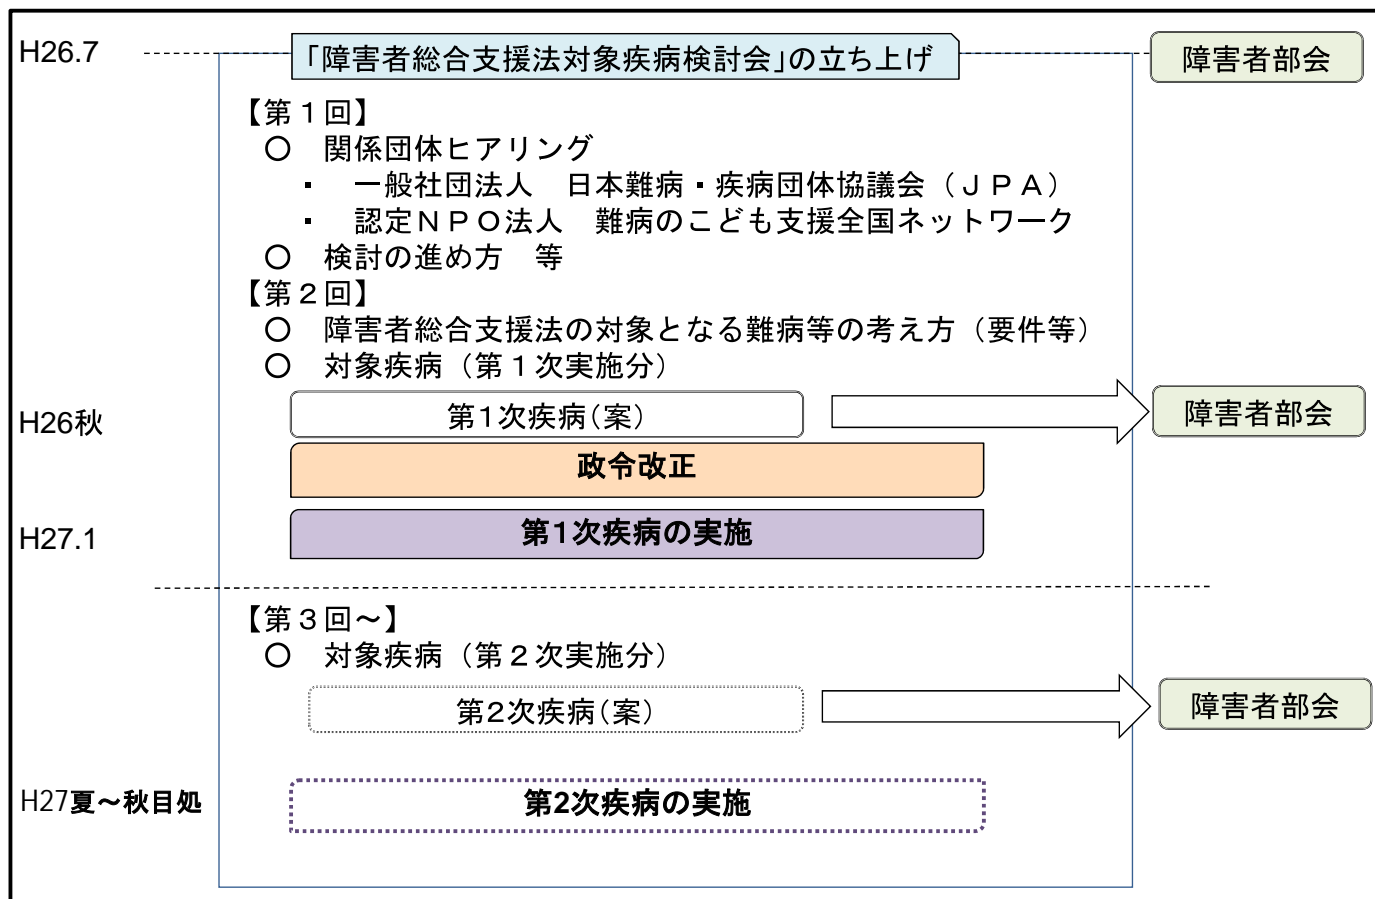 H26.7
「障害者総合支援法対象疾病検討会」の立ち上げ
障害者部会
【第１回】
○　関係団体ヒアリング
・　一般社団法人　日本難病・疾病団体協議会（ＪＰＡ）
・　認定ＮＰＯ法人　難病のこども支援全国ネットワーク
○　検討の進め方　等
【第２回】
○　障害者総合支援法の対象となる難病等の考え方（要件等）
○　対象疾病（第１次実施分）
H26秋
第1次疾病（案）
障害者部会
政令改正
H27.1
第1次疾病の実施
【第３回～】
○　対象疾病（第２次実施分）
第2次疾病（案）
障害者部会
H27夏～秋目処
第2次疾病の実施